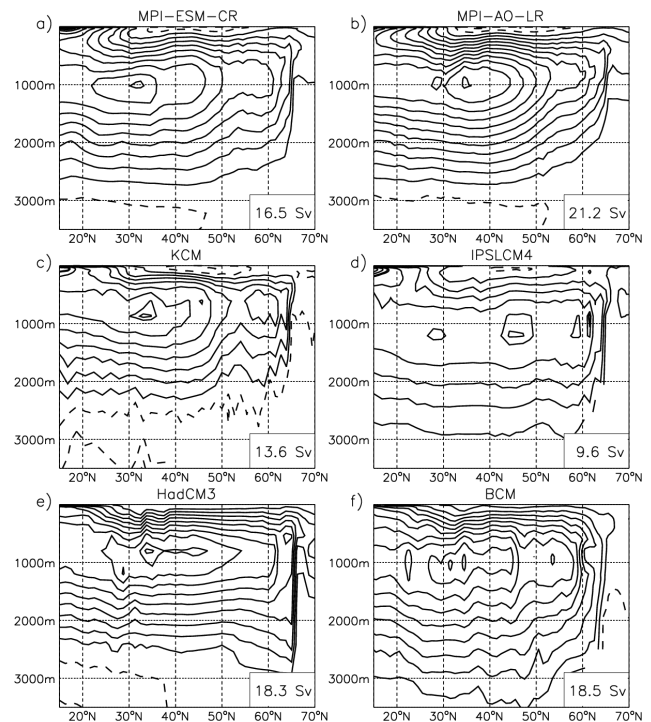 a) MPI-ESM-CR
1000m
2000m
3000m
16.5 Sv
20°N 30°N 40°N 50°N 60°N 70°N
b) MPI-AO-LR
1000m
2000m
3000m
21.2 Sv
20°N 30°N 40°N 50°N 60°N 70°N
c) KCM
1000m
2000m
3000m
13.6 Sv
20°N 30°N 40°N 50°N 60°N 70°N
d) IPSLCM4
1000m
2000m
3000m
9.6 Sv
20°N 30°N 40°N 50°N 60°N 70°N
e) HadCM3
1000m
2000m
3000m
18.3 Sv
20°N 30°N 40°N 50°N 60°N 70°N
f) BCM
1000m
2000m
3000m
18.5 Sv
20°N 30°N 40°N 50°N 60°N 70°N